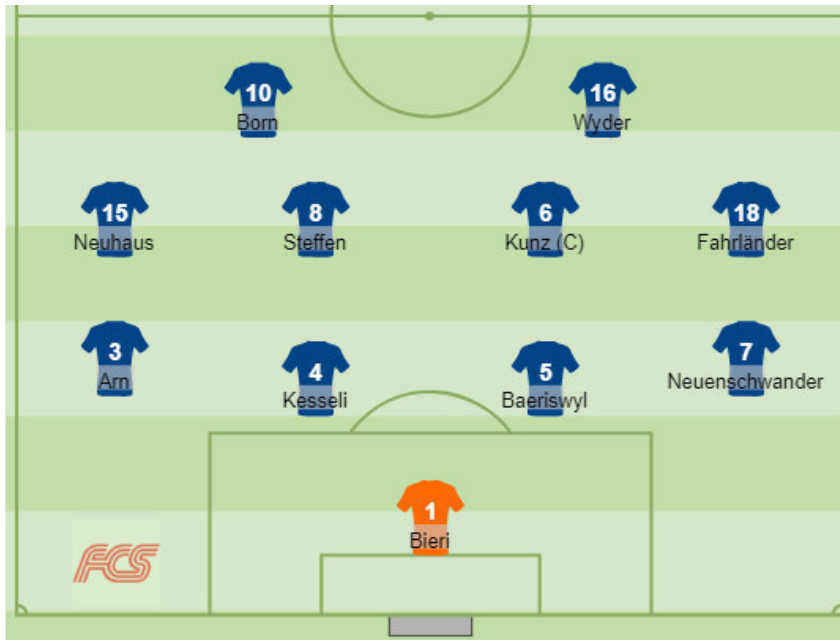 10
Born
16
Wyder
15
Neuhaus
8
Steffen
6
Kunz (C)
18
Fahrländer
3
Arn
4
Kesseli
5
Baeriswyl
7
Neuenschwander
1
Bieri
FCS